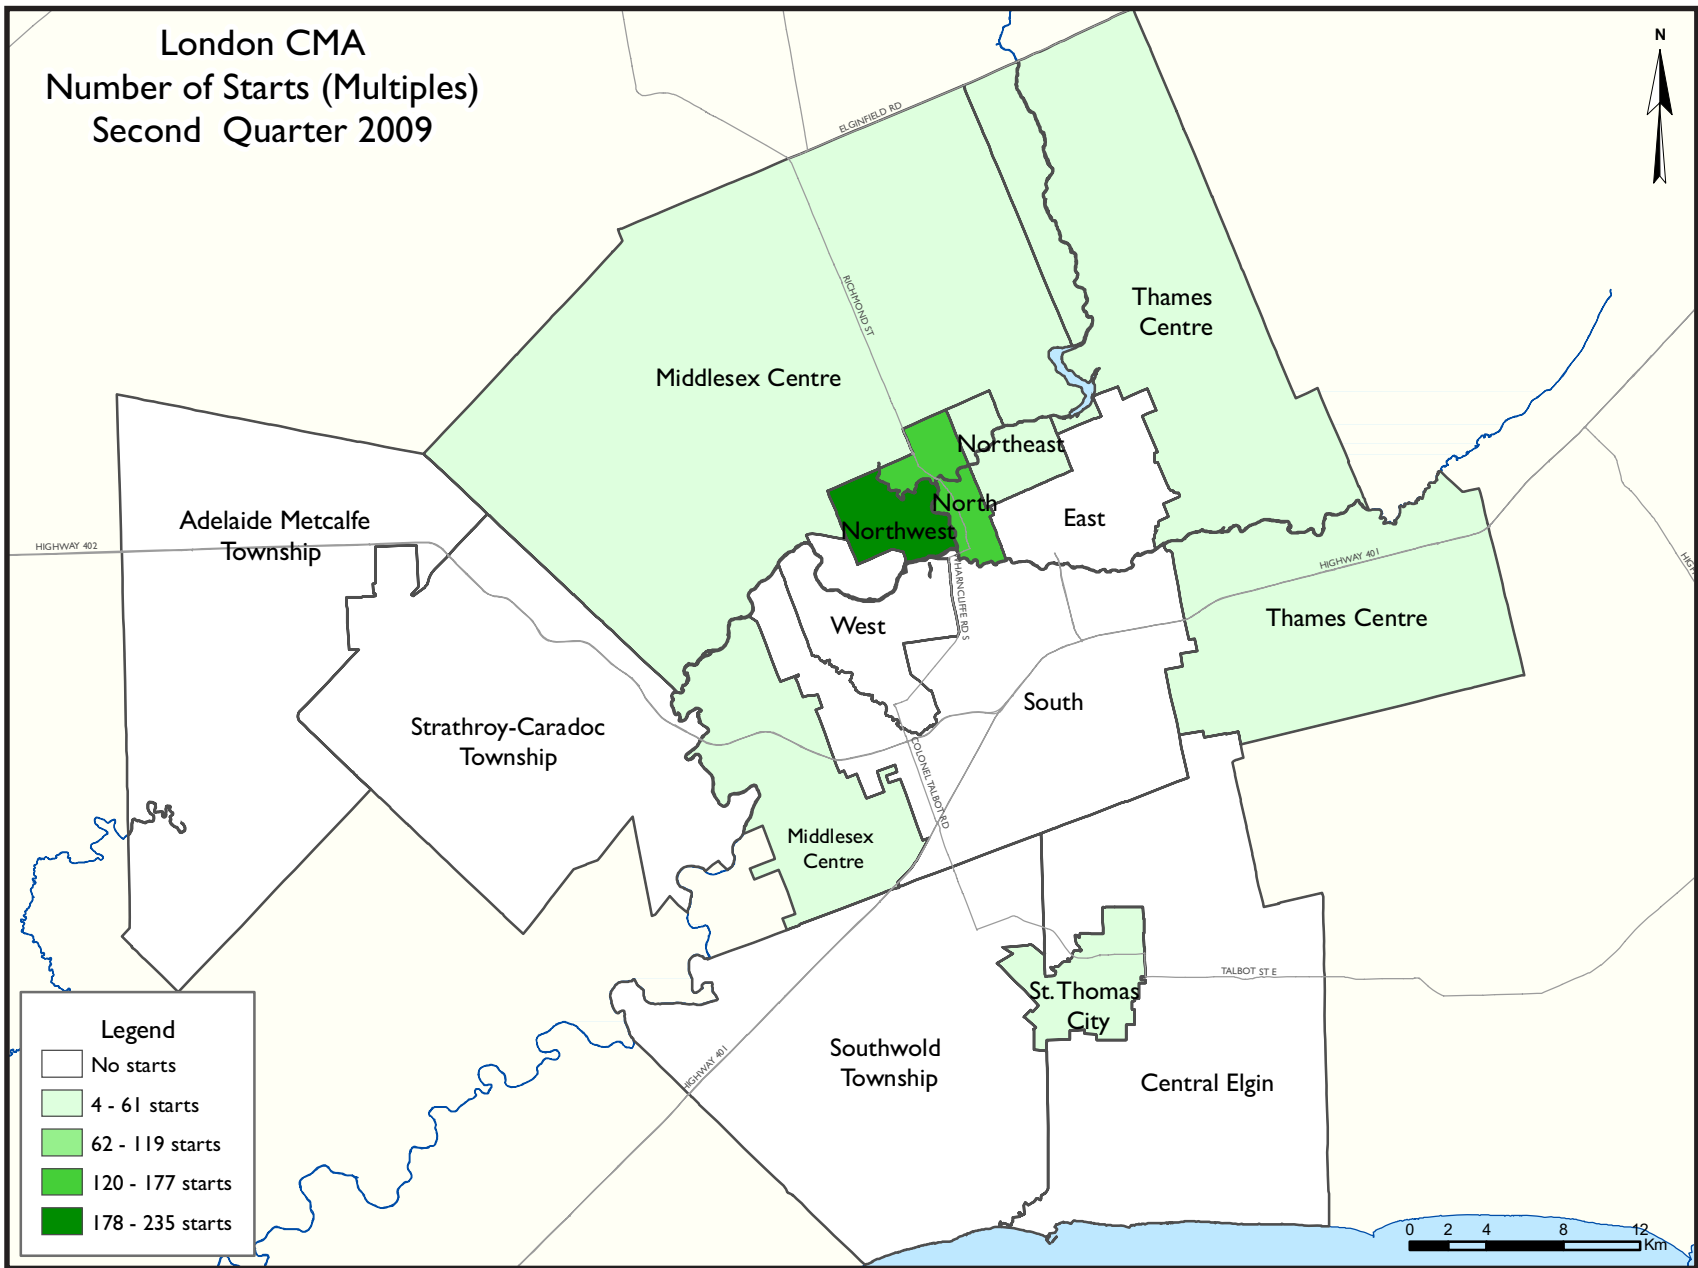 London CMA
Number of Starts (Multiples)
Second Quarter 2009
N
ELGINFIELD RD
RICHMOND ST
Thames
Centre
Middlesex Centre
Northeast
North
East
Northwest
Adelaide Metcalfe
Township
HIGHWAY 402
HIGHWAY 401
WHARNCLIFFE RD S
Thames Centre
West
South
Strathroy-Caradoc
Township
COLONEL TALBOT RD
Middlesex
Centre
TALBOT ST E
St. Thomas
City
Southwold
Township
HIGHWAY 401
Central Elgin
Legend
No starts
4 - 61 starts
62 - 119 starts
120 - 177 starts
178 - 235 starts
0 2 4 8 12
Km